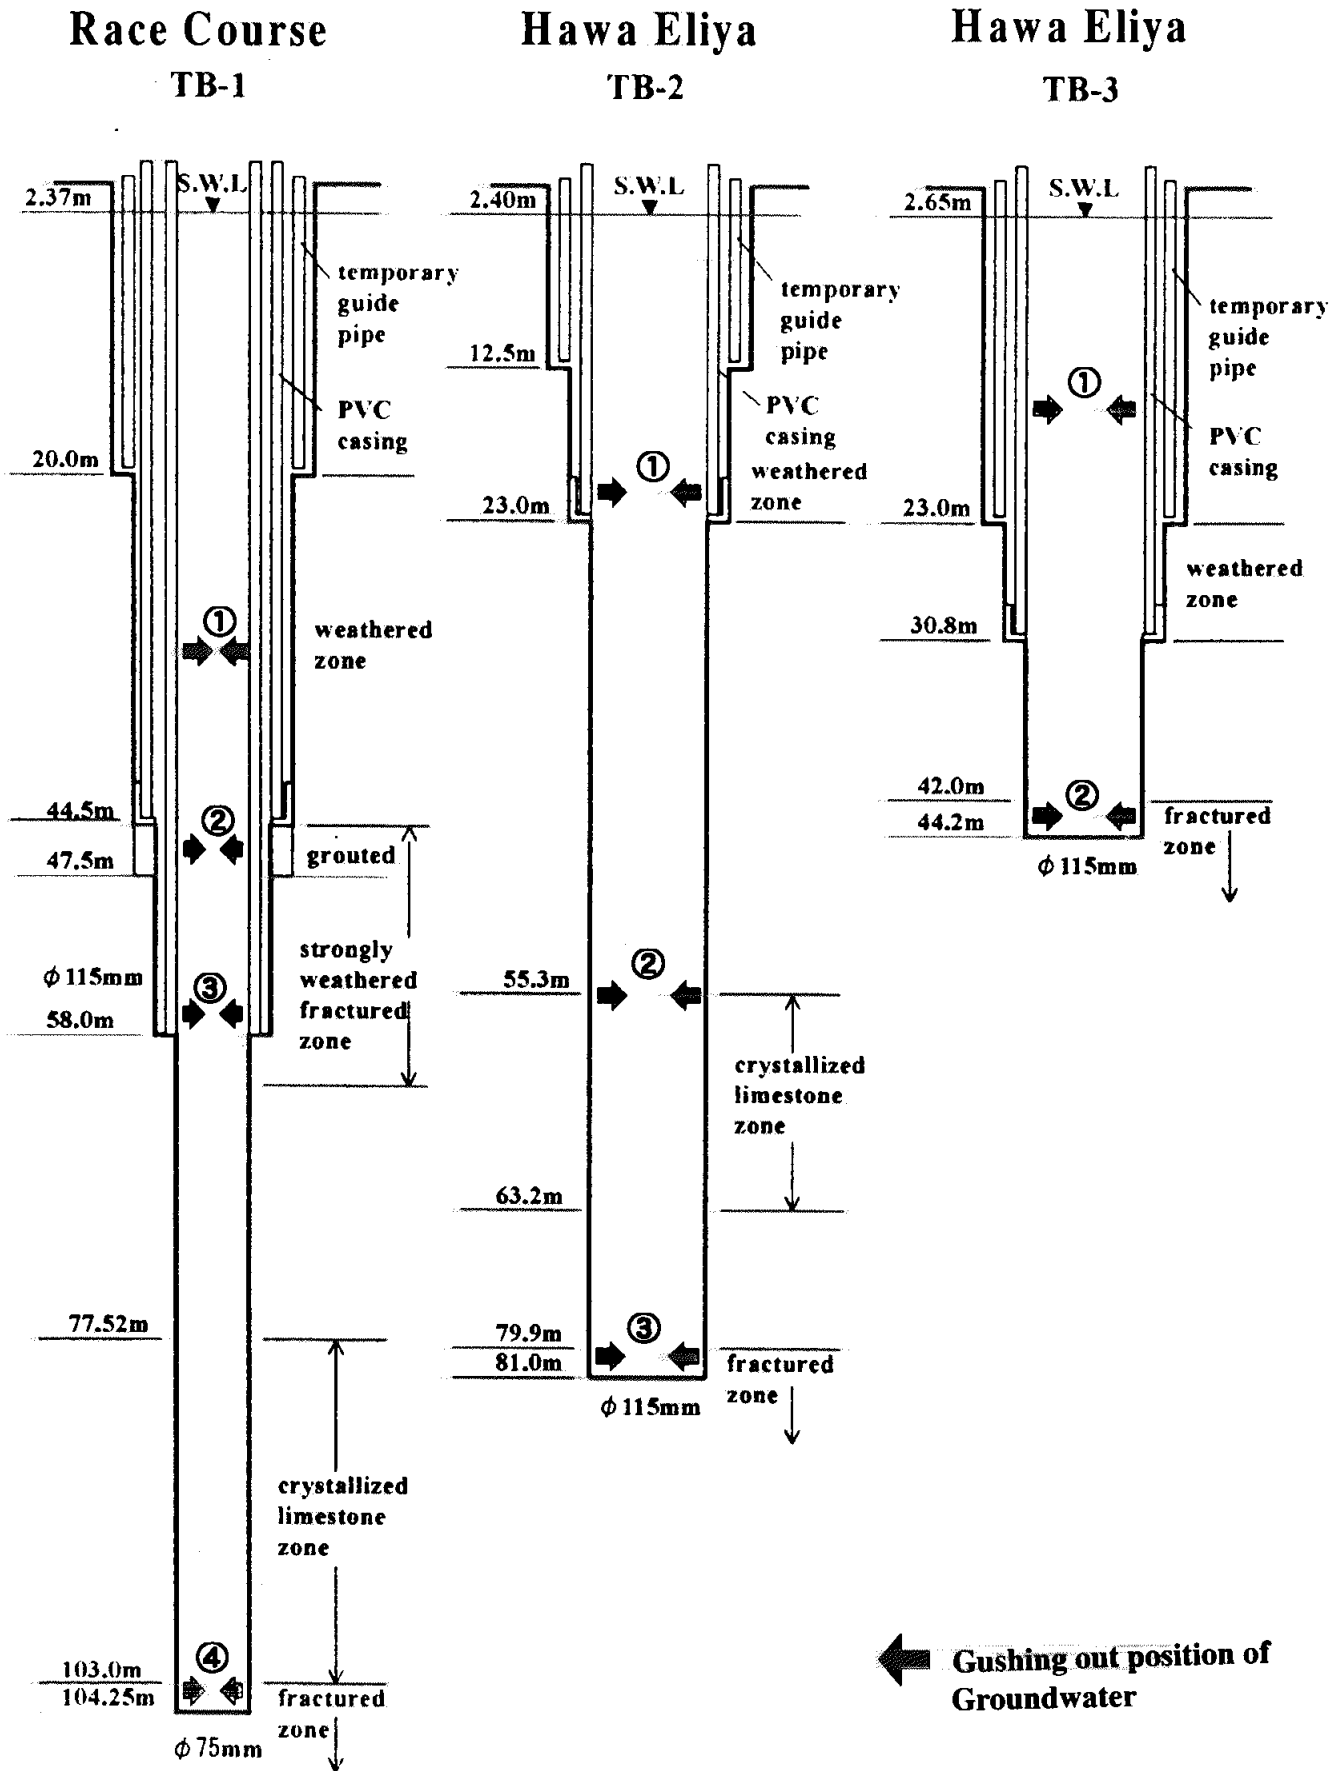 Race Course
TB-1
S.W.L
2.37m
temporary
guide
pipe
PVC
casing
20.0m
①
weathered
zone
44.5m
②
grouted
47.5m
strongly
weathered
fractured
zone
ϕ115mm
③
58.0m
77.52m
crystallized
limestone
zone
④
103.0m
104.25m
fractured
zone
ϕ75mm
Hawa Eliya
TB-2
S.W.L
2.40m
temporary
guide
pipe
12.5m
PVC
casing
①
weathered
zone
23.0m
②
55.3m
crystallized
limestone
zone
63.2m
③
79.9m
81.0m
fractured
zone
ϕ115mm
Hawa Eliya
TB-3
S.W.L
2.65m
temporary
guide
pipe
①
PVC
casing
23.0m
weathered
zone
30.8m
42.0m
②
44.2m
fractured
zone
ϕ115mm
Gushing out position of
Groundwater